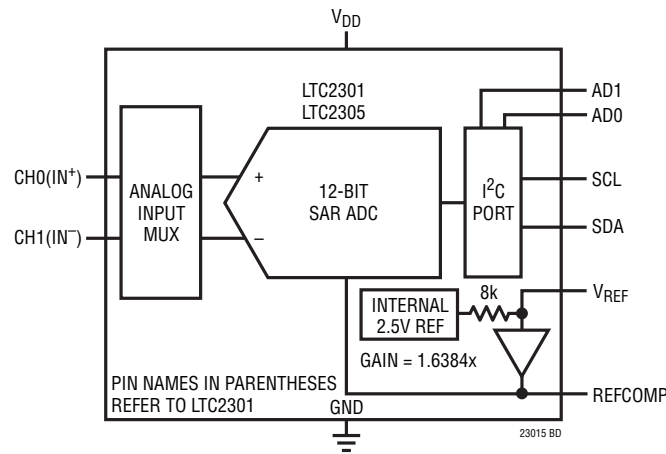 V_DD
LTC2301
LTC2305
AD1
AD0
CH0(IN⁺)
CH1(IN⁻)
ANALOG
INPUT
MUX
+
–
12-BIT
SAR ADC
I²C
PORT
SCL
SDA
INTERNAL
2.5V REF
8k
V_REF
GAIN = 1.6384x
PIN NAMES IN PARENTHESES
REFER TO LTC2301
GND
REFCOMP
23015 BD